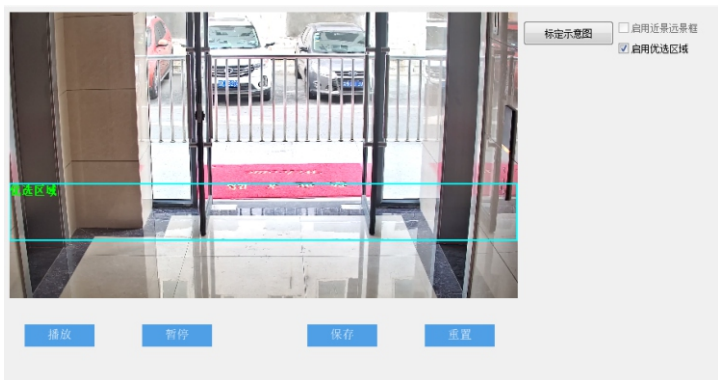 标定示意图
启用近景远景框
启用优选区域
优选区域
播放
暂停
保存
重置